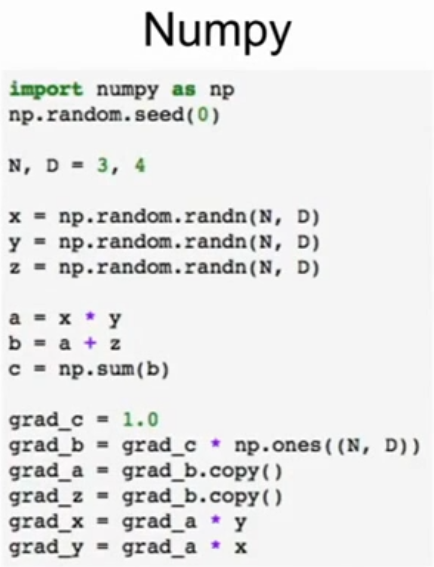 Numpy
import numpy as np
np.random.seed(0)
N, D = 3, 4
x = np.random.randn(N, D)
y = np.random.randn(N, D)
z = np.random.randn(N, D)
a = x * y
b = a + z
c = np.sum(b)
grad_c = 1.0
grad_b = grad_c * np.ones((N, D))
grad_a = grad_b.copy()
grad_z = grad_b.copy()
grad_x = grad_a * y
grad_y = grad_a * x